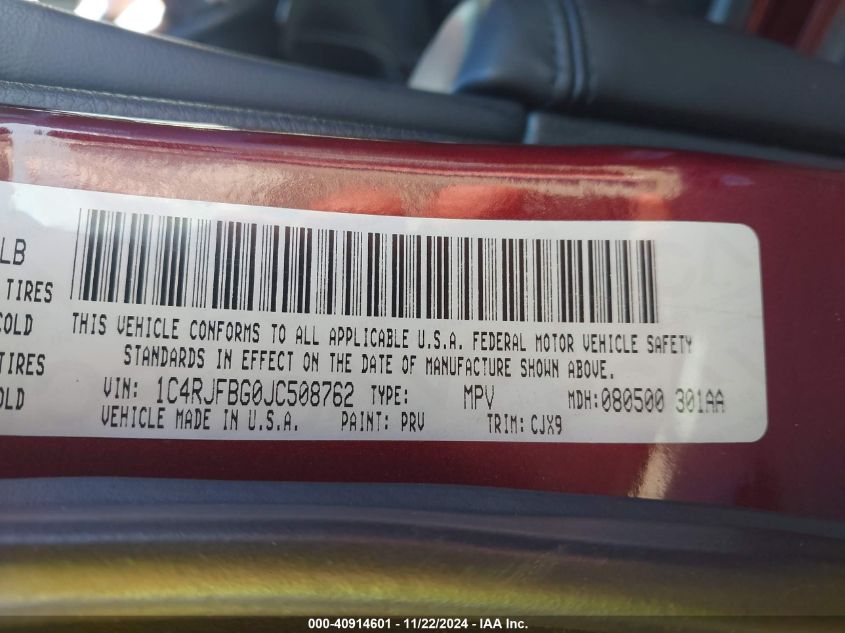 LB
TIRES
COLD
TIRES
OLD
THIS VEHICLE CONFORMS TO ALL APPLICABLE U.S.A. FEDERAL MOTOR VEHICLE SAFETY
STANDARDS IN EFFECT ON THE DATE OF MANUFACTURE SHOWN ABOVE.
VIN: 1C4RJFBG0JC508762 TYPE: MPV MDH:080500 301AA
VEHICLE MADE IN U.S.A. PAINT: PRV TRIM: CJX9
000-40914601 - 11/22/2024 - IAA Inc.